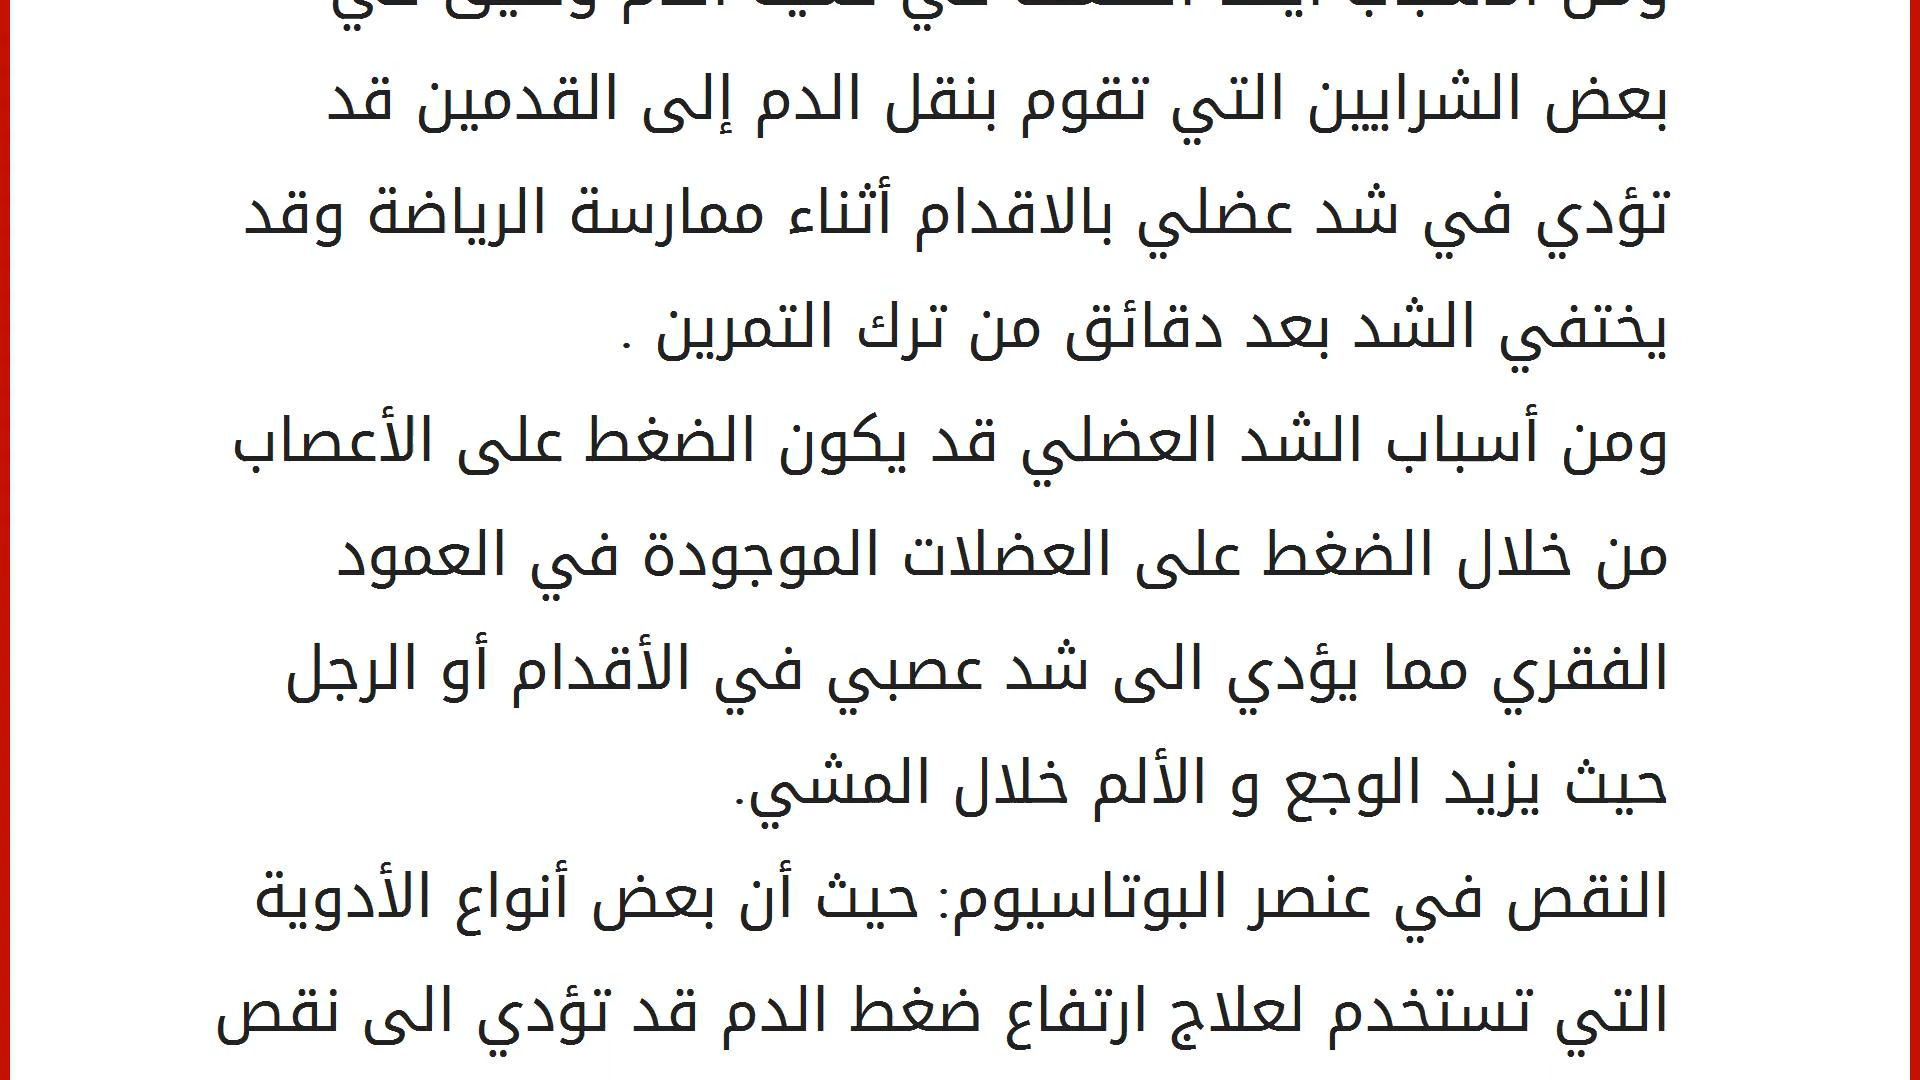 بعض الشرايين التي تقوم بنقل الدم إلى القدمين قد
تؤدي في شد عضلي بالاقدام أثناء ممارسة الرياضة وقد
يختفي الشد بعد دقائق من ترك التمرين .
ومن أسباب الشد العضلي قد يكون الضغط على الأعصاب
من خلال الضغط على العضلات الموجودة في العمود
الفقري مما يؤدي الى شد عصبي في الأقدام أو الرجل
حيث يزيد الوجع و الألم خلال المشي.
النقص في عنصر البوتاسيوم: حيث أن بعض أنواع الأدوية
التي تستخدم لعلاج ارتفاع ضغط الدم قد تؤدي الى نقص